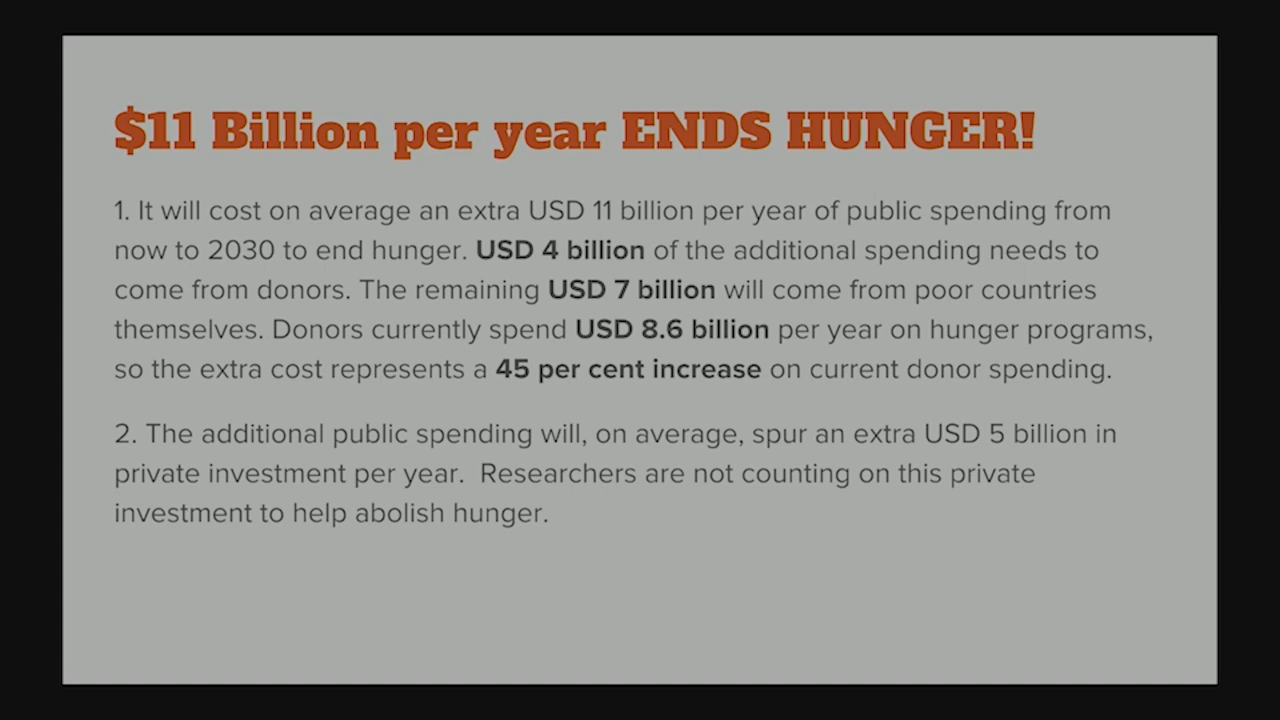 $11 Billion per year ENDS HUNGER!
1. It will cost on average an extra USD 11 billion per year of public spending from
now to 2030 to end hunger. USD 4 billion of the additional spending needs to
come from donors. The remaining USD 7 billion will come from poor countries
themselves. Donors currently spend USD 8.6 billion per year on hunger programs,
so the extra cost represents a 45 per cent increase on current donor spending.
2. The additional public spending will, on average, spur an extra USD 5 billion in
private investment per year.  Researchers are not counting on this private
investment to help abolish hunger.